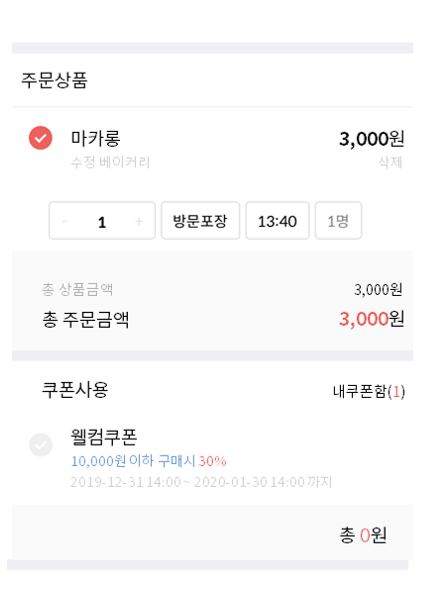 주문상품
마카롱 3,000원
수정 베이커리 삭제
- 1 + 방문포장 13:40 1명
총 상품금액 3,000원
총 주문금액 3,000원
쿠폰사용 내쿠폰함(1)
웰컴쿠폰
10,000원 이하 구매시 30%
2019-12-31 14:00 ~ 2020-01-30 14:00 까지
총 0원